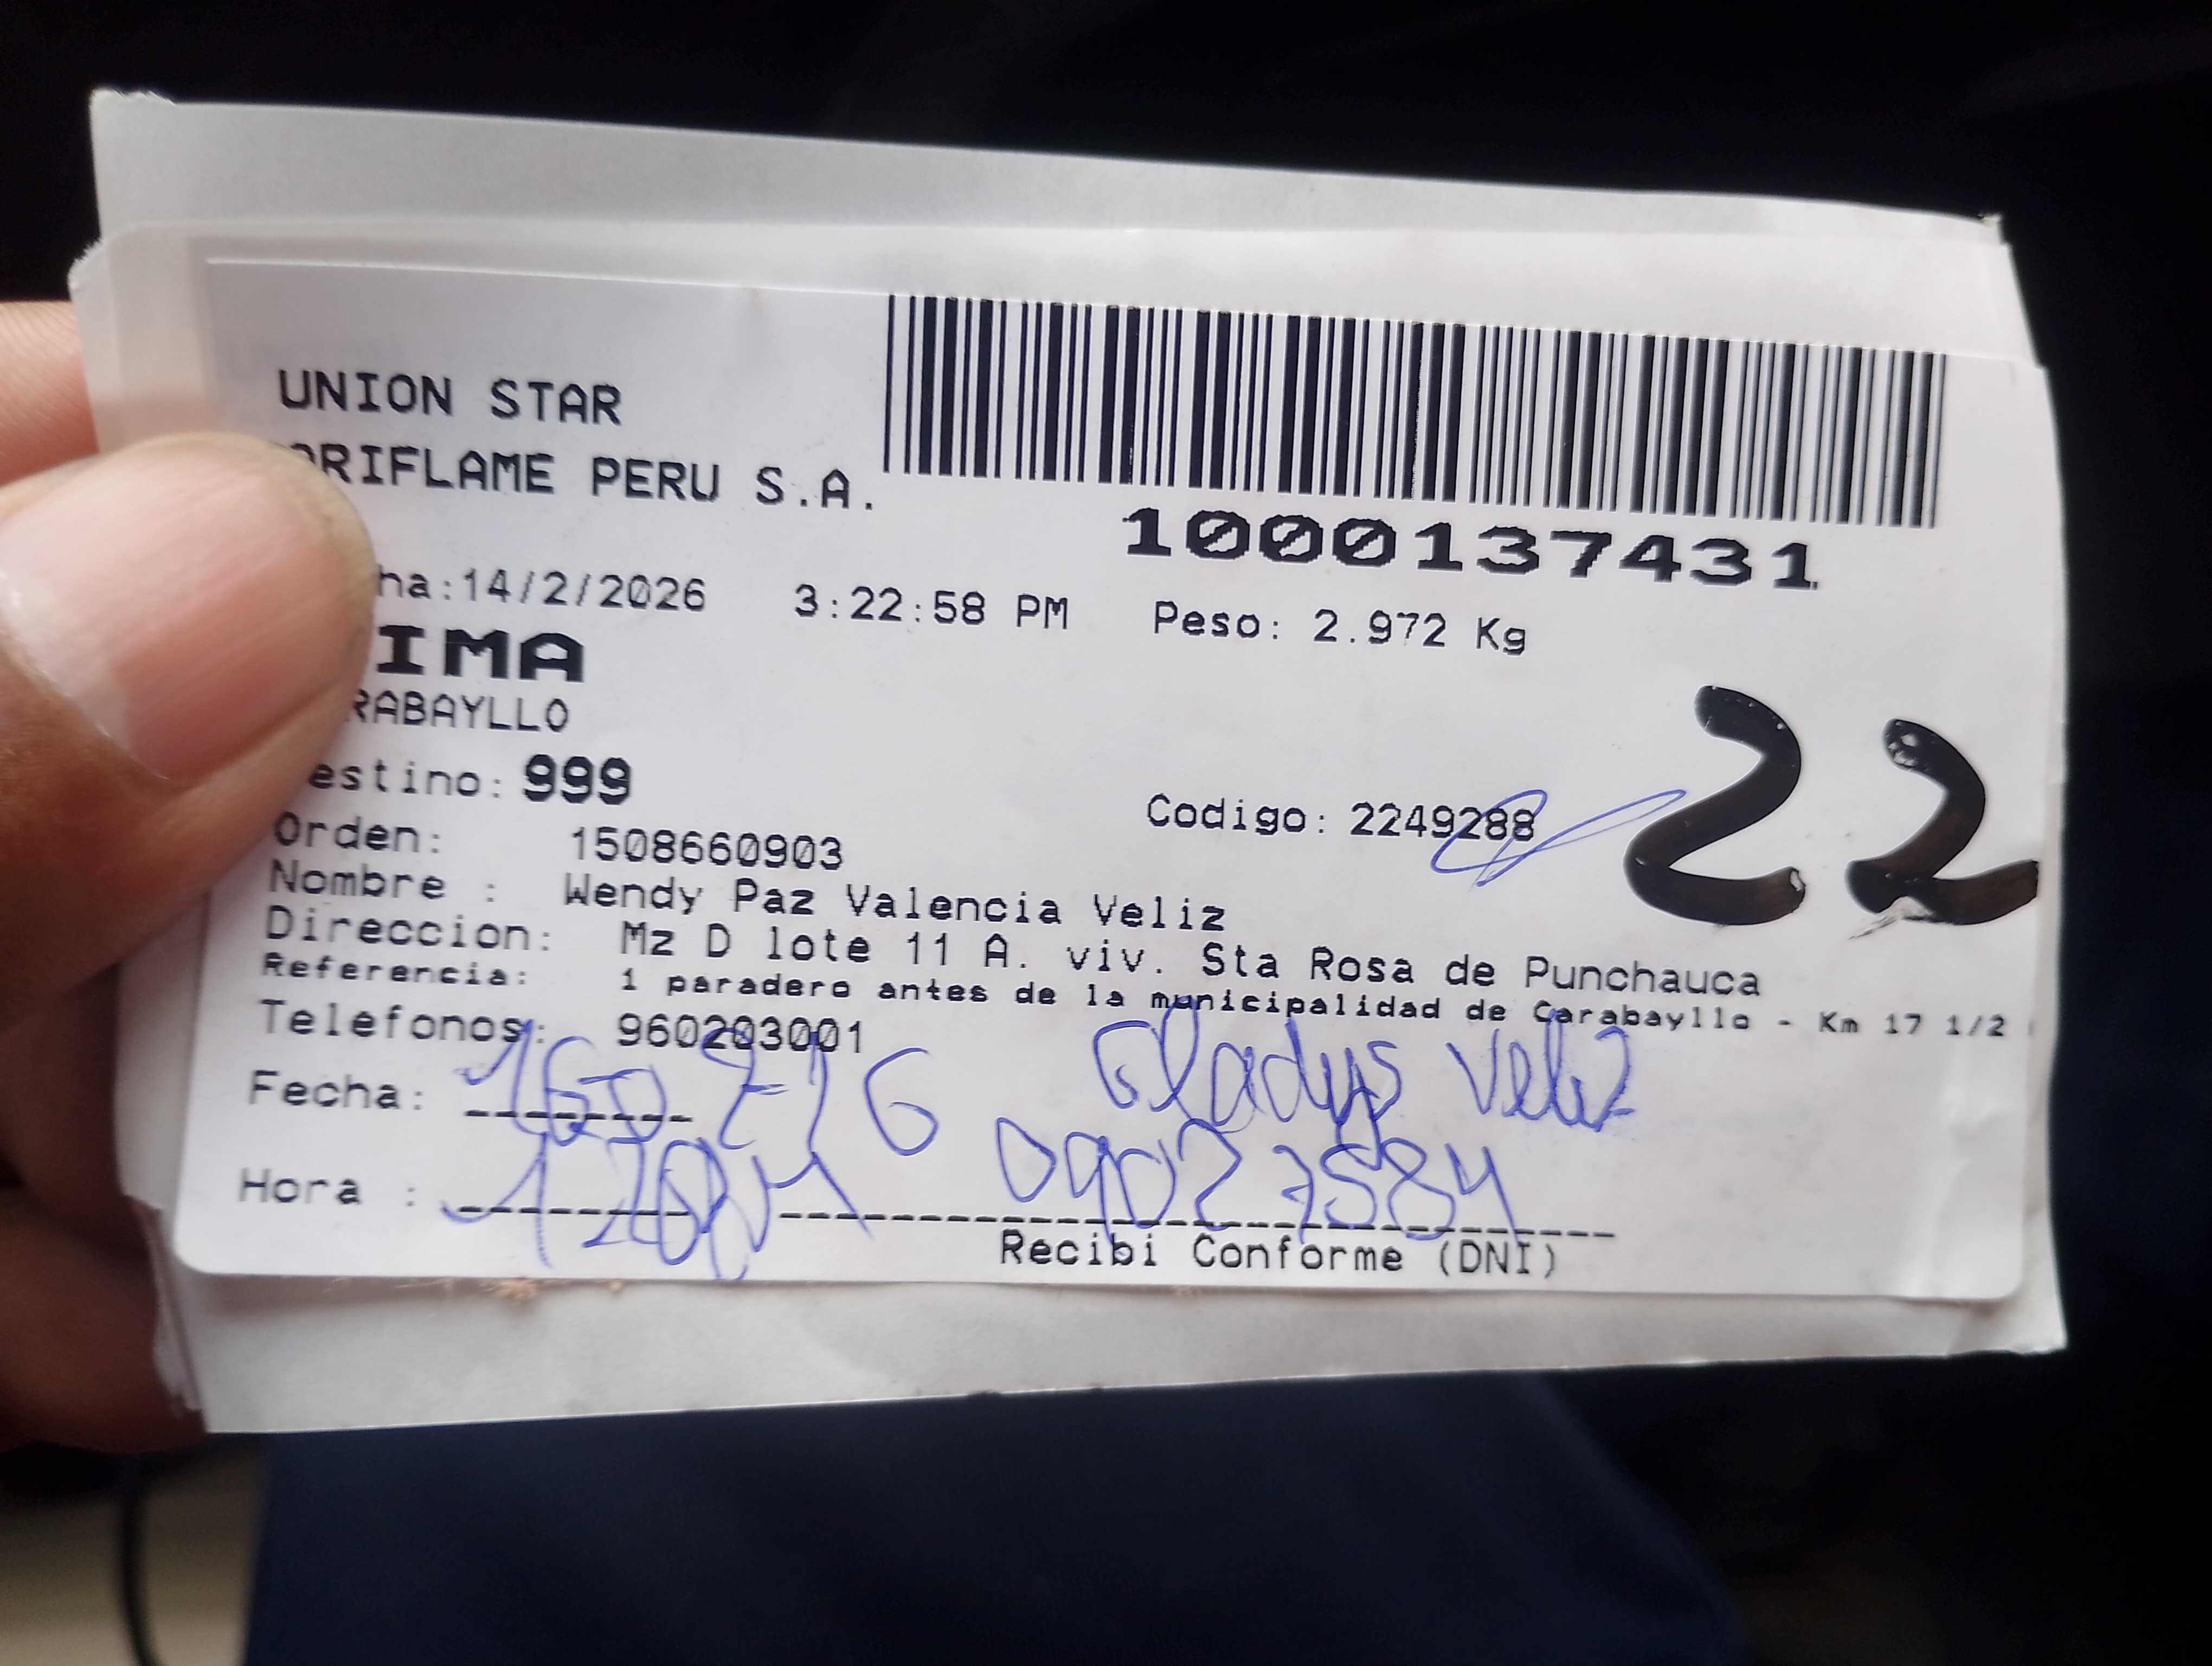 UNION STAR
ORIFLAME PERU S.A.
1000137431
ha:14/2/2026 3:22:58 PM Peso: 2.972 Kg
IMA
RABAYLLO
estino: 999
Codigo: 2249288
22
Orden: 1508660903
Nombre : Wendy Paz Valencia Veliz
Direccion: Mz D lote 11 A. viv. Sta Rosa de Punchauca
Referencia: 1 paradero antes de la municipalidad de Carabayllo - Km 17 1/2
Telefonos: 960203001
Gladys Veliz
Fecha:
09027584
Hora :
Recibi Conforme (DNI)